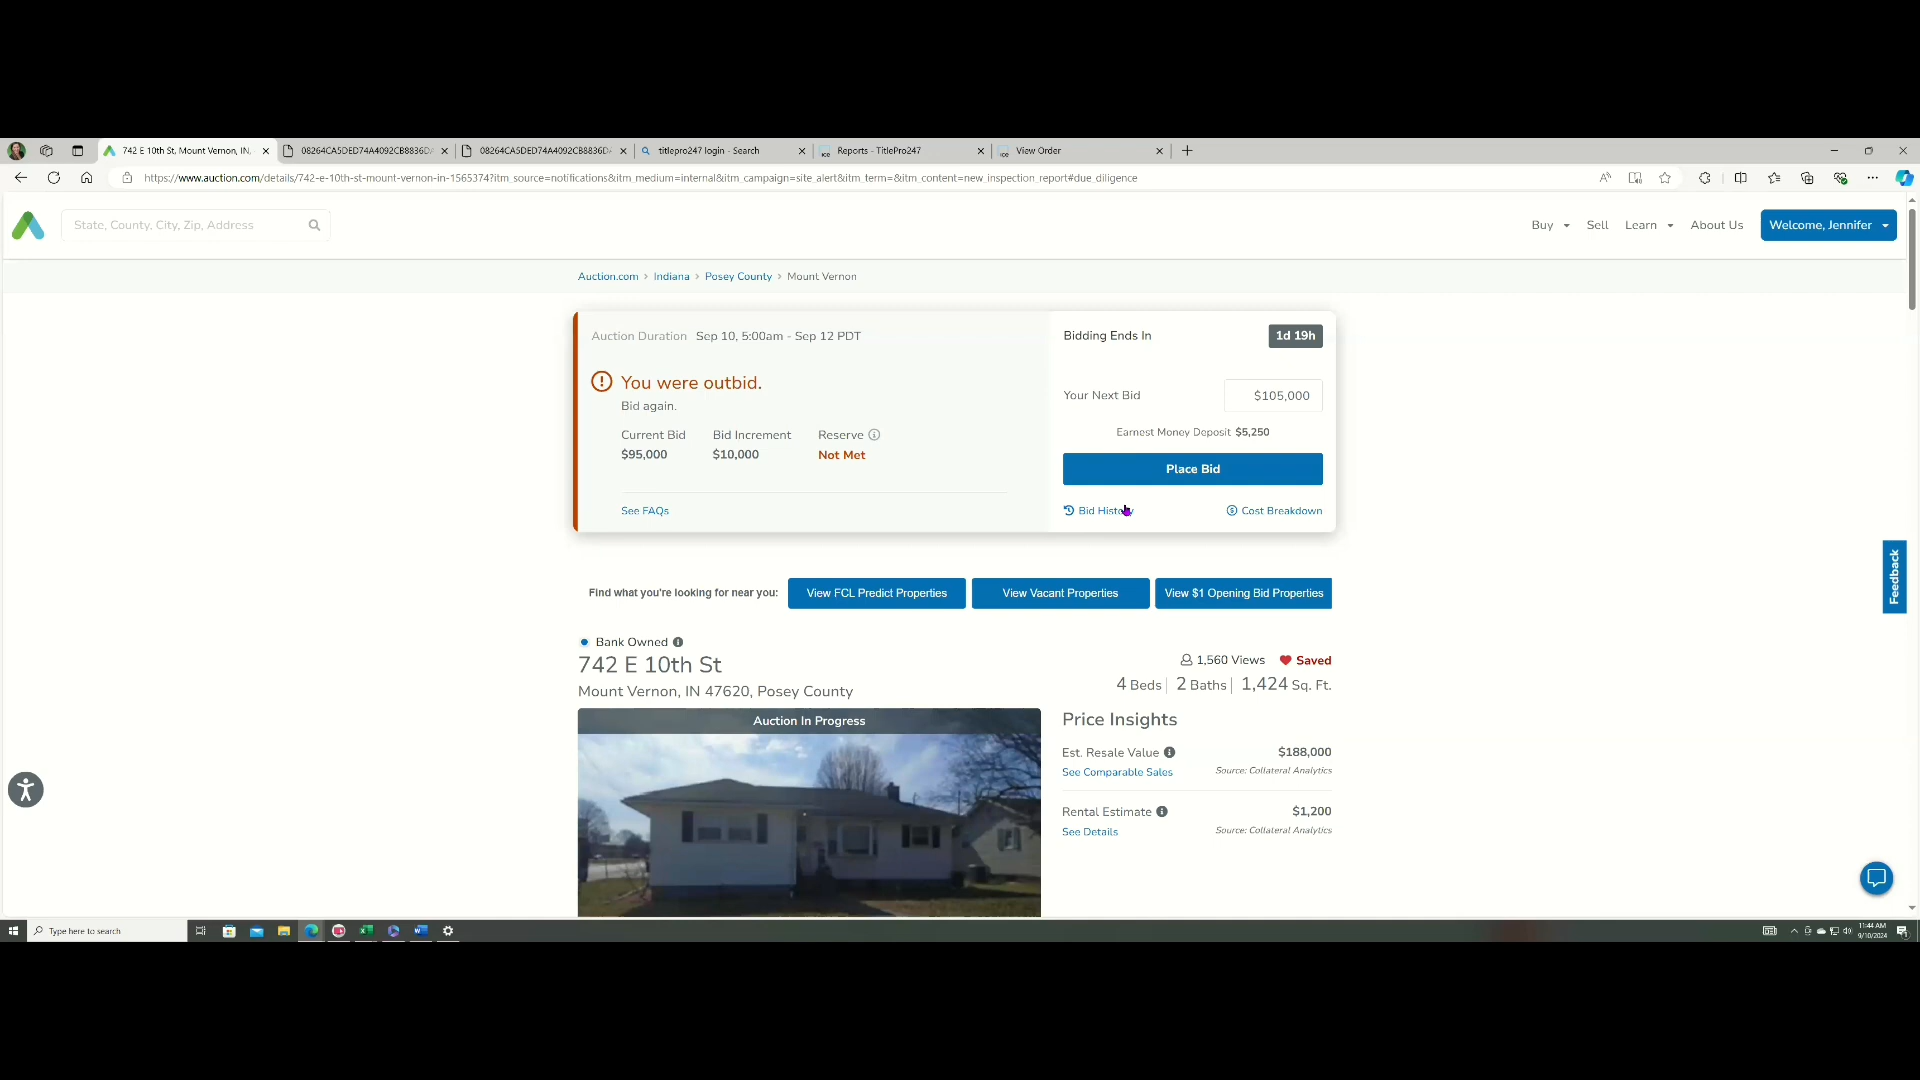 742 E 10th St, Mount Vernon, IN,
08264CA5DED74A4092CB8836D
08264CA5DED74A4092CB8836D
titlepro247 login - Search
Reports - TitlePro247
View Order
https://www.auction.com/details/742-e-10th-st-mount-vernon-in-1565374?itm_source=notifications&itm_medium=internal&itm_campaign=site_alert&itm_term=&itm_content=new_inspection_report#due_diligence
State, County, City, Zip, Address
Buy Sell Learn About Us Welcome, Jennifer
Auction.com > Indiana > Posey County > Mount Vernon
Auction Duration Sep 10, 5:00am - Sep 12 PDT
Bidding Ends In 1d 19h
You were outbid.
Bid again.
Your Next Bid $105,000
Earnest Money Deposit $5,250
Current Bid Bid Increment Reserve
$95,000 $10,000 Not Met
Place Bid
See FAQs
Bid History Cost Breakdown
Find what you're looking for near you: View FCL Predict Properties View Vacant Properties View $1 Opening Bid Properties
Feedback
Bank Owned
742 E 10th St
Mount Vernon, IN 47620, Posey County
1,560 Views Saved
4 Beds 2 Baths 1,424 Sq. Ft.
Auction In Progress
Price Insights
Est. Resale Value $188,000
See Comparable Sales Source: Collateral Analytics
Rental Estimate $1,200
See Details Source: Collateral Analytics
Type here to search
11:44 AM
9/10/2024